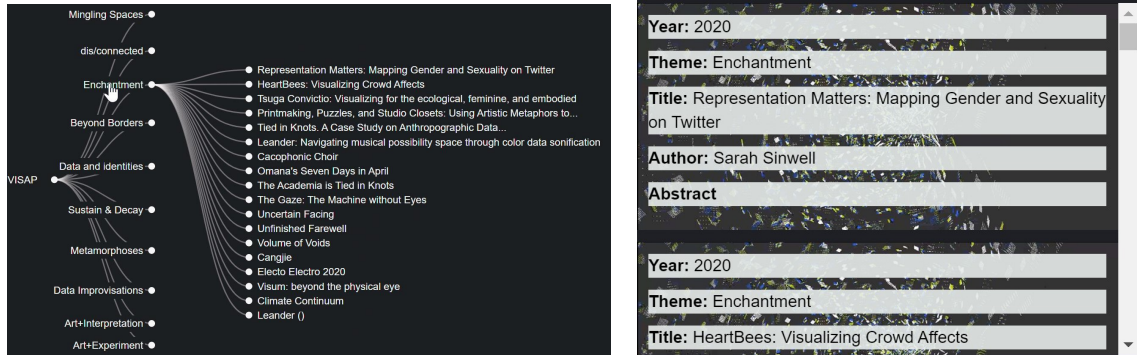 Mingling Spaces
dis/connected
Enchantment
Beyond Borders
Data and identities
VISAP
Sustain & Decay
Metamorphoses
Data Improvisations
Art+Interpretation
Art+Experiment
Representation Matters: Mapping Gender and Sexuality on Twitter
HeartBees: Visualizing Crowd Affects
Tsuga Convictio: Visualizing for the ecological, feminine, and embodied
Printmaking, Puzzles, and Studio Closets: Using Artistic Metaphors to...
Tied in Knots. A Case Study on Anthropographic Data...
Leander: Navigating musical possibility space through color data sonification
Cacophonic Choir
Omana's Seven Days in April
The Academia is Tied in Knots
The Gaze: The Machine without Eyes
Uncertain Facing
Unfinished Farewell
Volume of Voids
Cangjie
Electo Electro 2020
Visum: beyond the physical eye
Climate Continuum
Leander ()
Year: 2020
Theme: Enchantment
Title: Representation Matters: Mapping Gender and Sexuality
on Twitter
Author: Sarah Sinwell
Abstract
Year: 2020
Theme: Enchantment
Title: HeartBees: Visualizing Crowd Affects